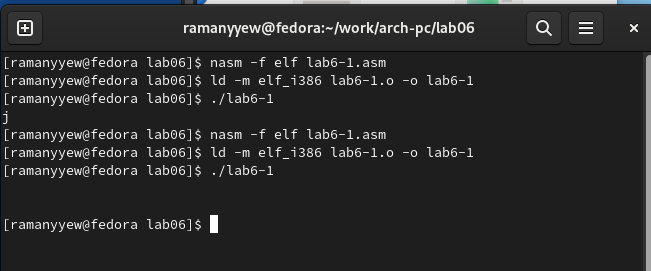 ramanyyew@fedora:~/work/arch-pc/lab06
[ramanyyew@fedora lab06]$ nasm -f elf lab6-1.asm
[ramanyyew@fedora lab06]$ ld -m elf_i386 lab6-1.o -o lab6-1
[ramanyyew@fedora lab06]$ ./lab6-1
j
[ramanyyew@fedora lab06]$ nasm -f elf lab6-1.asm
[ramanyyew@fedora lab06]$ ld -m elf_i386 lab6-1.o -o lab6-1
[ramanyyew@fedora lab06]$ ./lab6-1
[ramanyyew@fedora lab06]$